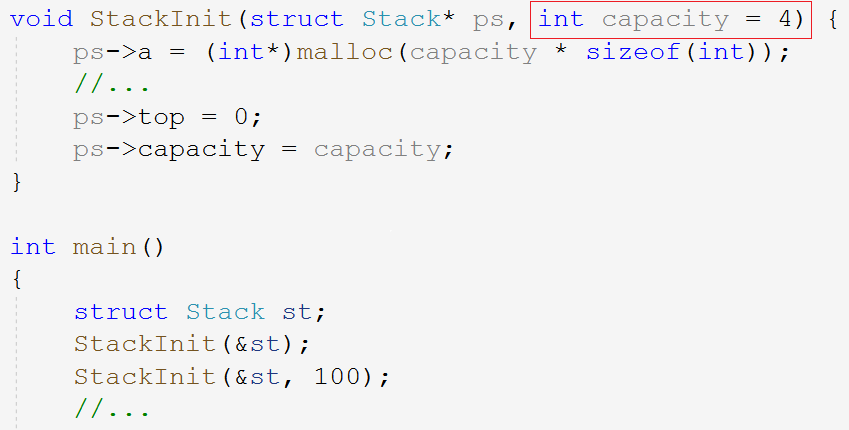 void StackInit(struct Stack* ps, int capacity = 4) {
    ps->a = (int*)malloc(capacity * sizeof(int));
    //...
    ps->top = 0;
    ps->capacity = capacity;
}

int main()
{
    struct Stack st;
    StackInit(&st);
    StackInit(&st, 100);
    //...